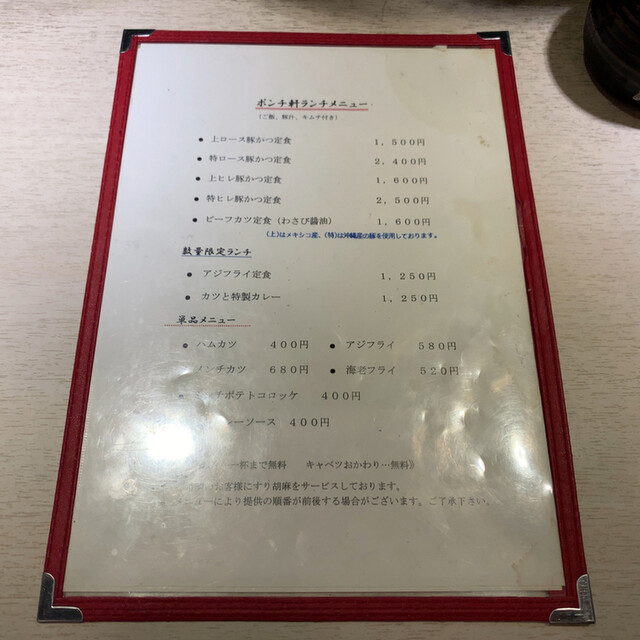 ポンチ軒ランチメニュー
（ご飯、豚汁、キムチ付き）
● 上ロース豚かつ定食 １，５００円
● 特ロース豚かつ定食 ２，４００円
● 上ヒレ豚かつ定食 １，６００円
● 特ヒレ豚かつ定食 ２，５００円
● ビーフカツ定食（わさび醤油） １，６００円
(上)はメキシコ産、(特)は沖縄産の豚を使用しております。
数量限定ランチ
● アジフライ定食 １，２５０円
● カツと特製カレー １，２５０円
単品メニュー
● ハムカツ ４００円 ● アジフライ ５８０円
メンチカツ ６８０円 ● 海老フライ ５２０円
ポテトコロッケ ４００円
ーソース ４００円
一杯まで無料 キャベツおかわり…無料》
客様にすり胡麻をサービスしております。
メニューにより提供の順番が前後する場合がございます。ご了承下さい。